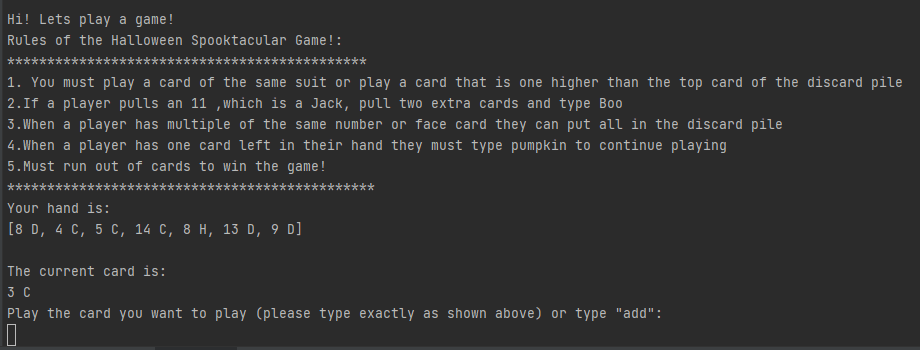 Hi! Lets play a game!
Rules of the Halloween Spooktacular Game!:
*********************************************
1. You must play a card of the same suit or play a card that is one higher than the top card of the discard pile
2.If a player pulls an 11 ,which is a Jack, pull two extra cards and type Boo
3.When a player has multiple of the same number or face card they can put all in the discard pile
4.When a player has one card left in their hand they must type pumpkin to continue playing
5.Must run out of cards to win the game!
**********************************************
Your hand is:
[8 D, 4 C, 5 C, 14 C, 8 H, 13 D, 9 D]
The current card is:
3 C
Play the card you want to play (please type exactly as shown above) or type "add":